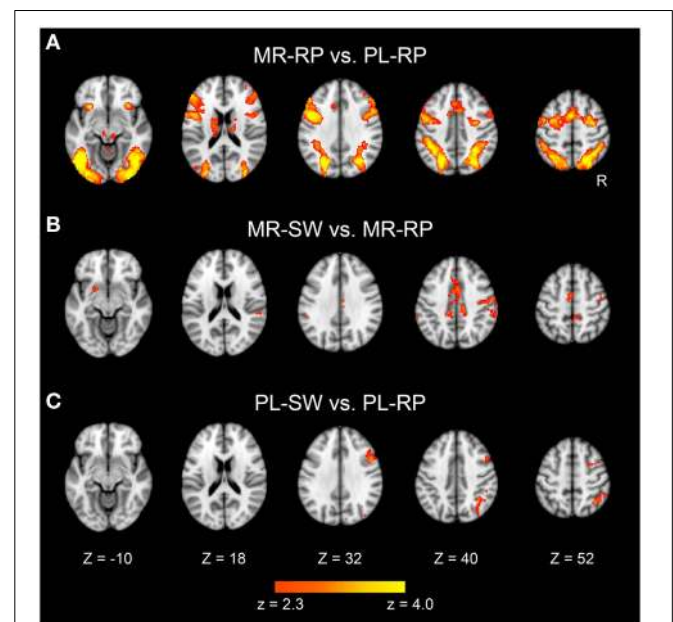 A
MR-RP vs. PL-RP
R
B
MR-SW vs. MR-RP
C
PL-SW vs. PL-RP
Z = -10 Z = 18 Z = 32 Z = 40 Z = 52
z = 2.3 z = 4.0